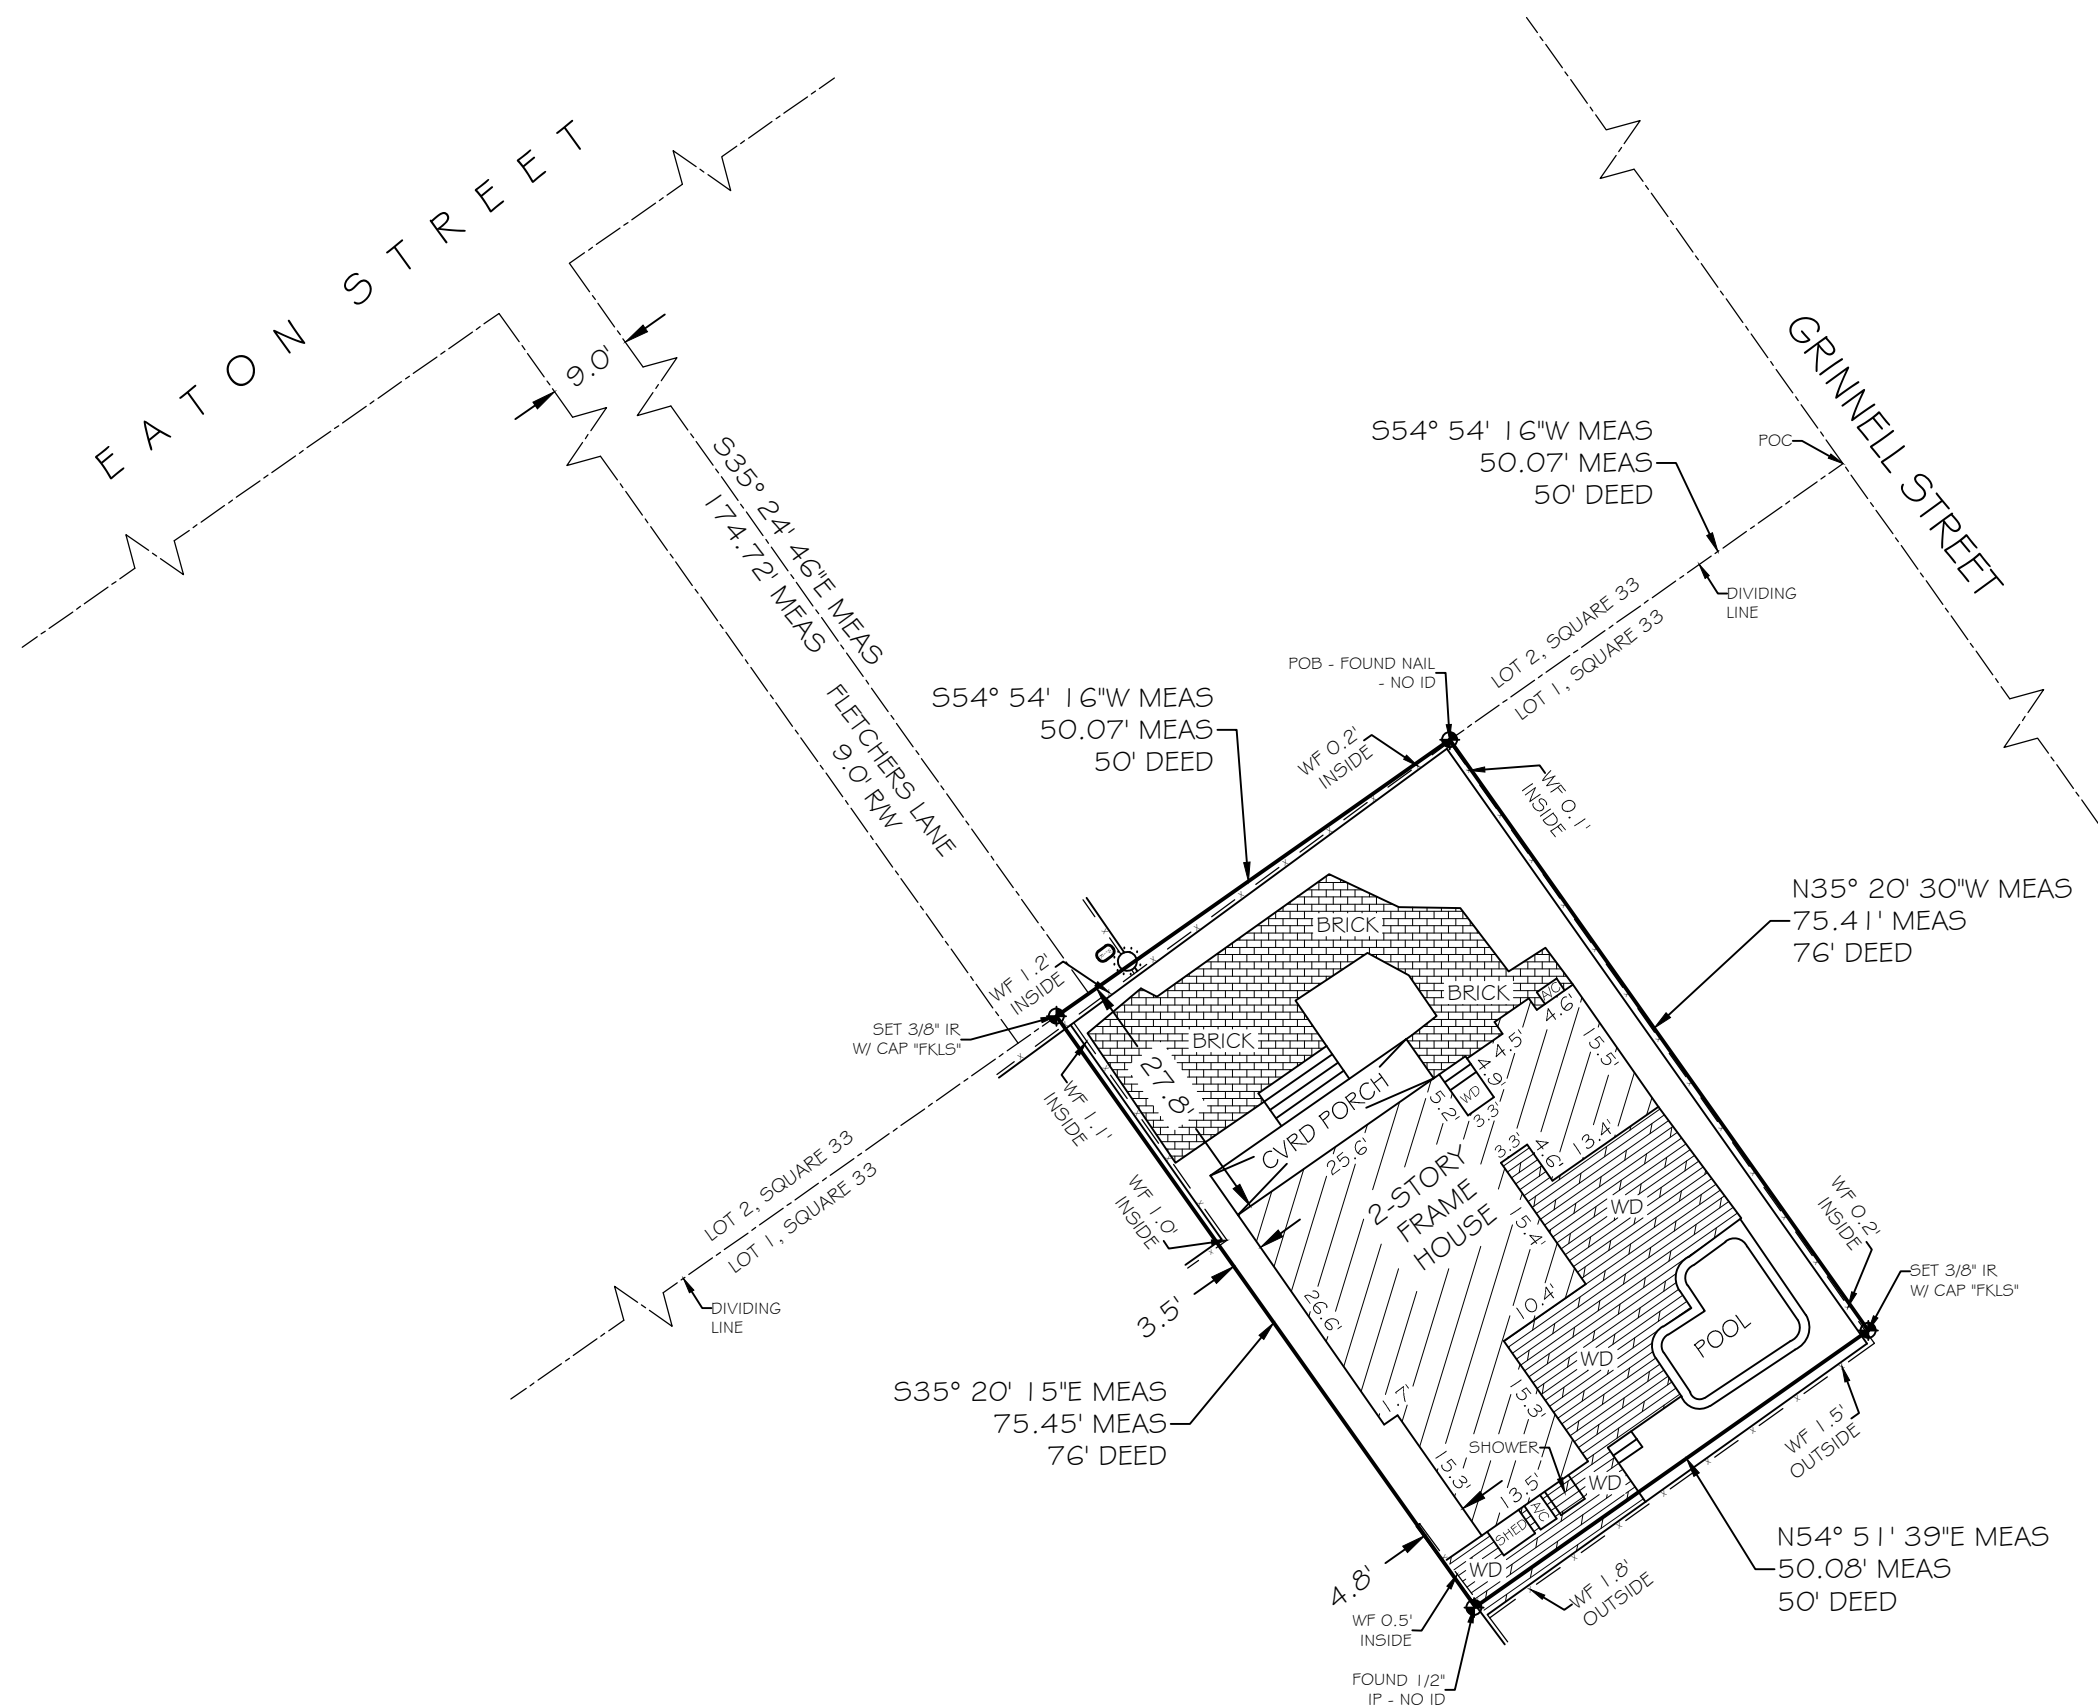 EATON STREET
9.0'
S35° 24' 46"E MEAS
174.72' MEAS
FLETCHERS LANE
9.0' R/W
GRINNELL STREET
POC
S54° 54' 16"W MEAS
50.07' MEAS
50' DEED
DIVIDING
LINE
LOT 2, SQUARE 33
LOT 1, SQUARE 33
POB - FOUND NAIL
- NO ID
S54° 54' 16"W MEAS
50.07' MEAS
50' DEED
WF 0.2'
INSIDE
WF 0.1'
INSIDE
N35° 20' 30"W MEAS
75.41' MEAS
76' DEED
WF 1.2'
INSIDE
SET 3/8" IR
W/ CAP "FKLS"
WF 1.1'
INSIDE
BRICK
BRICK
BRICK
A/C
27.8'
CVRD PORCH
25.6'
5.2'
WD
3.3'
4.9'
4.5'
4.6'
15.5'
13.4'
4.6'
3.3'
15.4'
10.4'
15.3'
2-STORY
FRAME
HOUSE
WD
WD
POOL
WF 0.2'
INSIDE
SET 3/8" IR
W/ CAP "FKLS"
WF 1.0'
INSIDE
3.5'
26.6'
1.7'
15.3'
13.5'
SHOWER
WD
A/C
SHED
WD
LOT 2, SQUARE 33
LOT 1, SQUARE 33
DIVIDING
LINE
S35° 20' 15"E MEAS
75.45' MEAS
76' DEED
4.8'
WF 0.5'
INSIDE
FOUND 1/2"
IP - NO ID
WF 1.8'
OUTSIDE
WF 1.5'
OUTSIDE
N54° 51' 39"E MEAS
50.08' MEAS
50' DEED